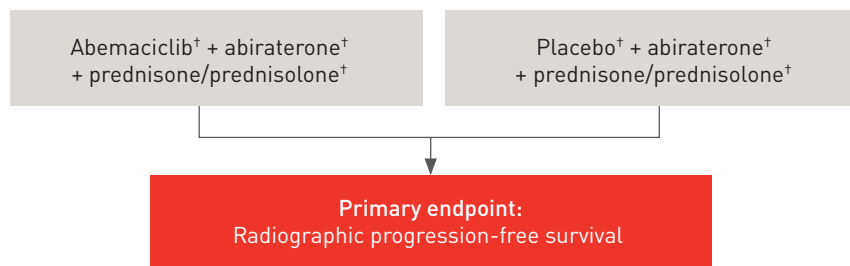 Abemaciclib† + abiraterone†
+ prednisone/prednisolone†
Placebo† + abiraterone†
+ prednisone/prednisolone†
Primary endpoint:
Radiographic progression-free survival